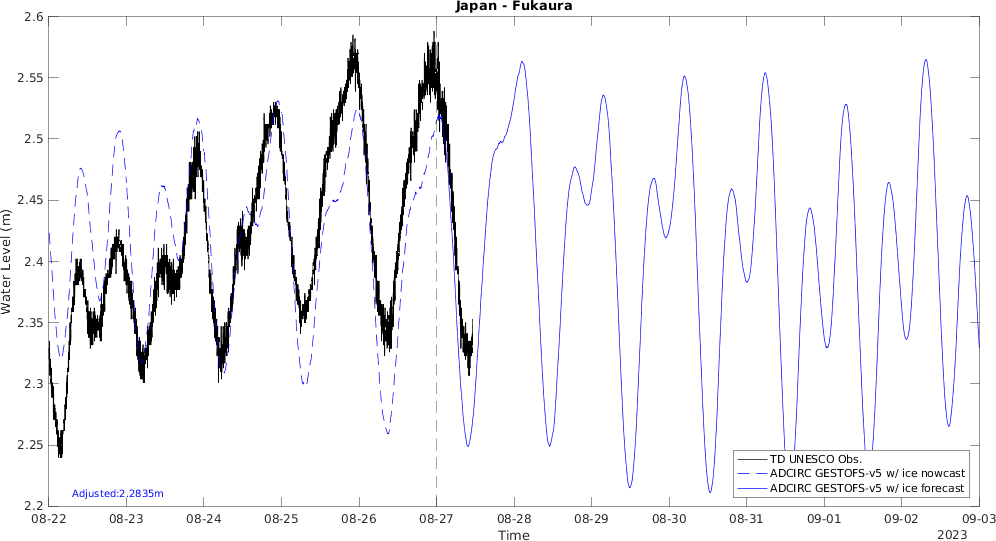 Japan - Fukaura
Water Level (m)
2.6
2.55
2.5
2.45
2.4
2.35
2.3
2.25
2.2
Adjusted:2.2835m
TD UNESCO Obs.
ADCIRC GESTOFS-v5 w/ ice nowcast
ADCIRC GESTOFS-v5 w/ ice forecast
08-22 08-23 08-24 08-25 08-26 08-27 08-28 08-29 08-30 08-31 09-01 09-02 09-03
Time
2023